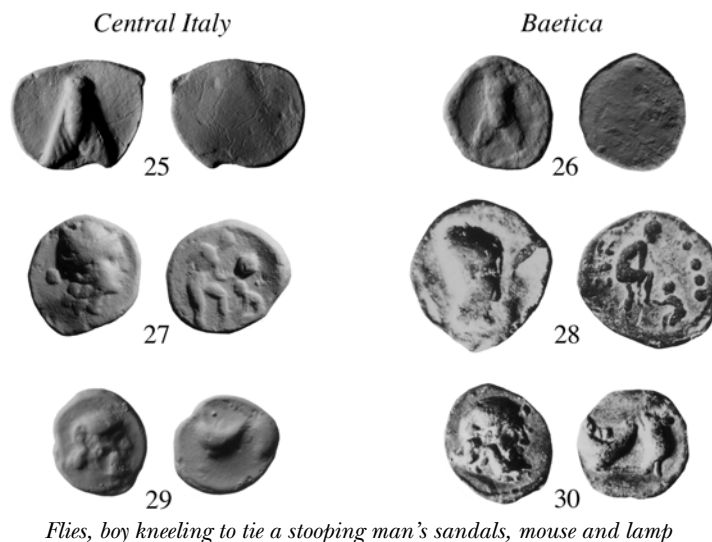 Central Italy Baetica
25 26
27 28
29 30
Flies, boy kneeling to tie a stooping man's sandals, mouse and lamp